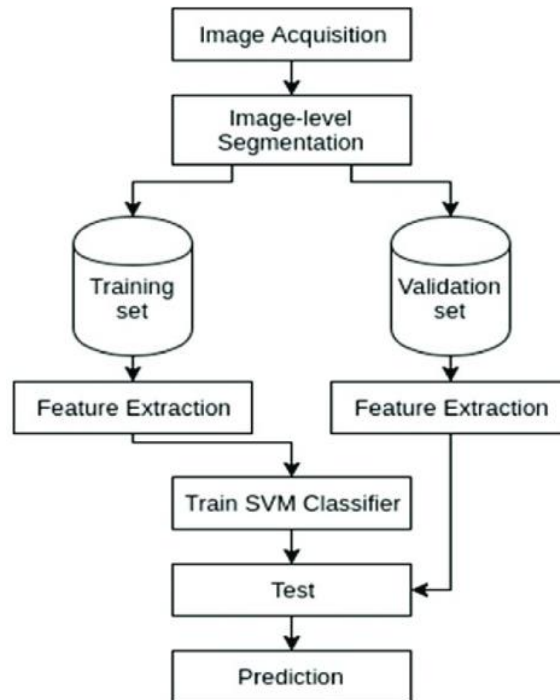 Image Acquisition
Image-level
Segmentation
Training
set
Validation
set
Feature Extraction
Feature Extraction
Train SVM Classifier
Test
Prediction